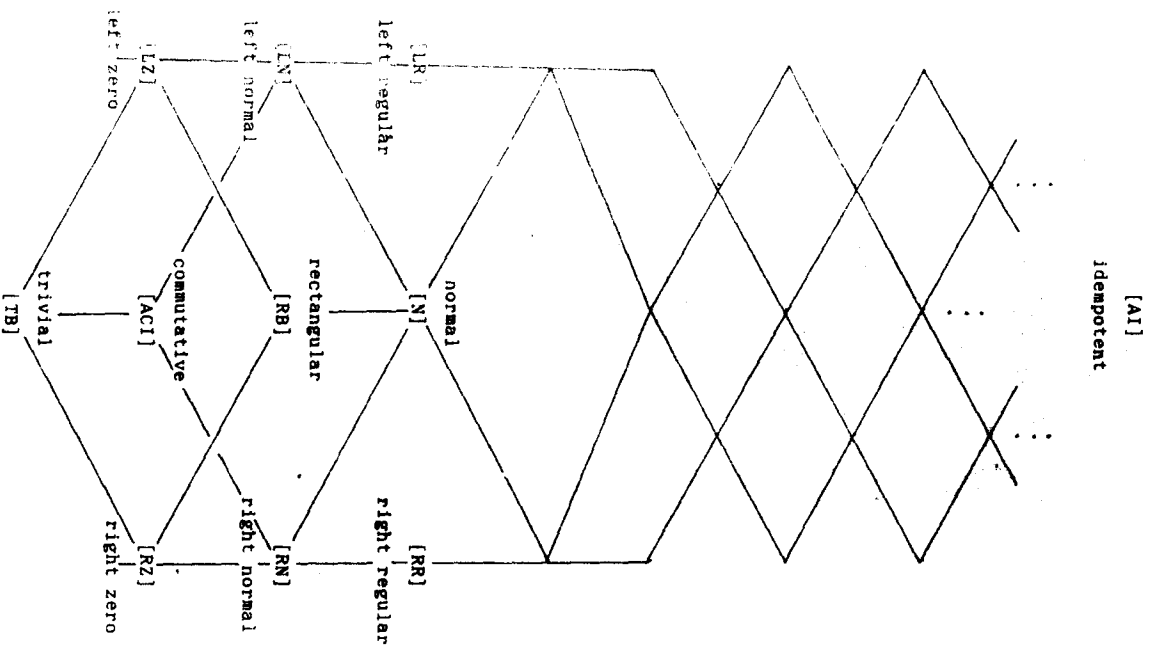 [AI]
idempotent
...
...
...
normal
[LR]
[N]
[RR]
left regular
rectangular
right regular
[LN]
[RB]
[RN]
left normal
commutative
right normal
[LZ]
[ACI]
[RZ]
left zero
trivial
right zero
[TB]